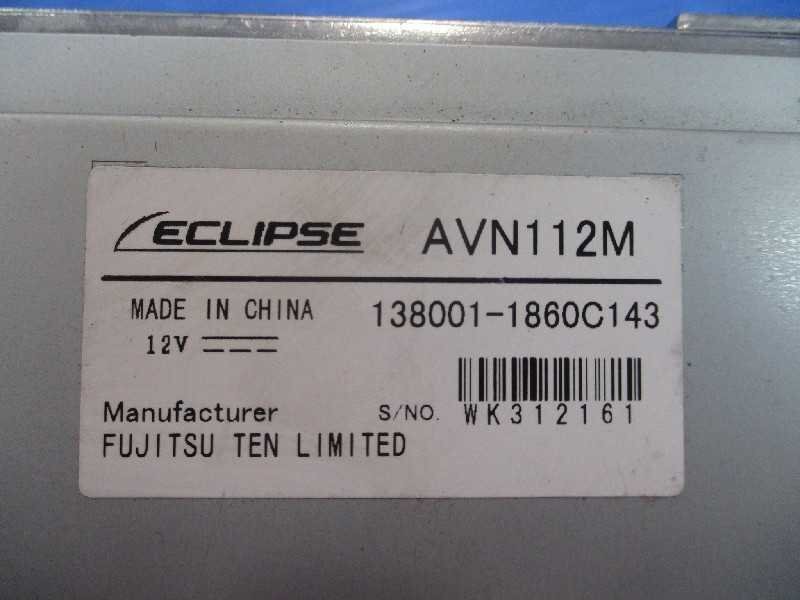 ECLIPSE AVN112M
MADE IN CHINA 138001-1860C143
12V
Manufacturer S/NO. WK312161
FUJITSU TEN LIMITED